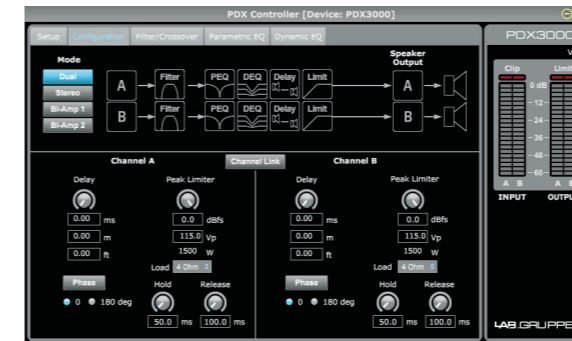 PDX Controller [Device: PDX3000]
Setup Configuration Filter/Crossover Parametric EQ Dynamic EQ
PDX3000
Mode
Speaker
Output
Dual
Stereo
Bi-Amp 1
Bi-Amp 2
A Filter PEQ DEQ Delay Limit A
B Filter PEQ DEQ Delay Limit B
Clip Limit
0 dB
-12-
-24-
-36-
-48-
-60-
A B A B
INPUT OUTPU
Channel A Channel Link Channel B
Delay Peak Limiter Delay Peak Limiter
0.00 ms 0.0 dBfs 0.00 ms 0.0 dBfs
0.00 m 115.0 Vp 0.00 m 115.0 Vp
0.00 ft 1500 W 0.00 ft 1500 W
Load 4 Ohm Load 4 Ohm
Phase Hold Release Phase Hold Release
0 180 deg 0 180 deg
50.0 ms 100.0 ms 50.0 ms 100.0 ms
LAB.GRUPPE